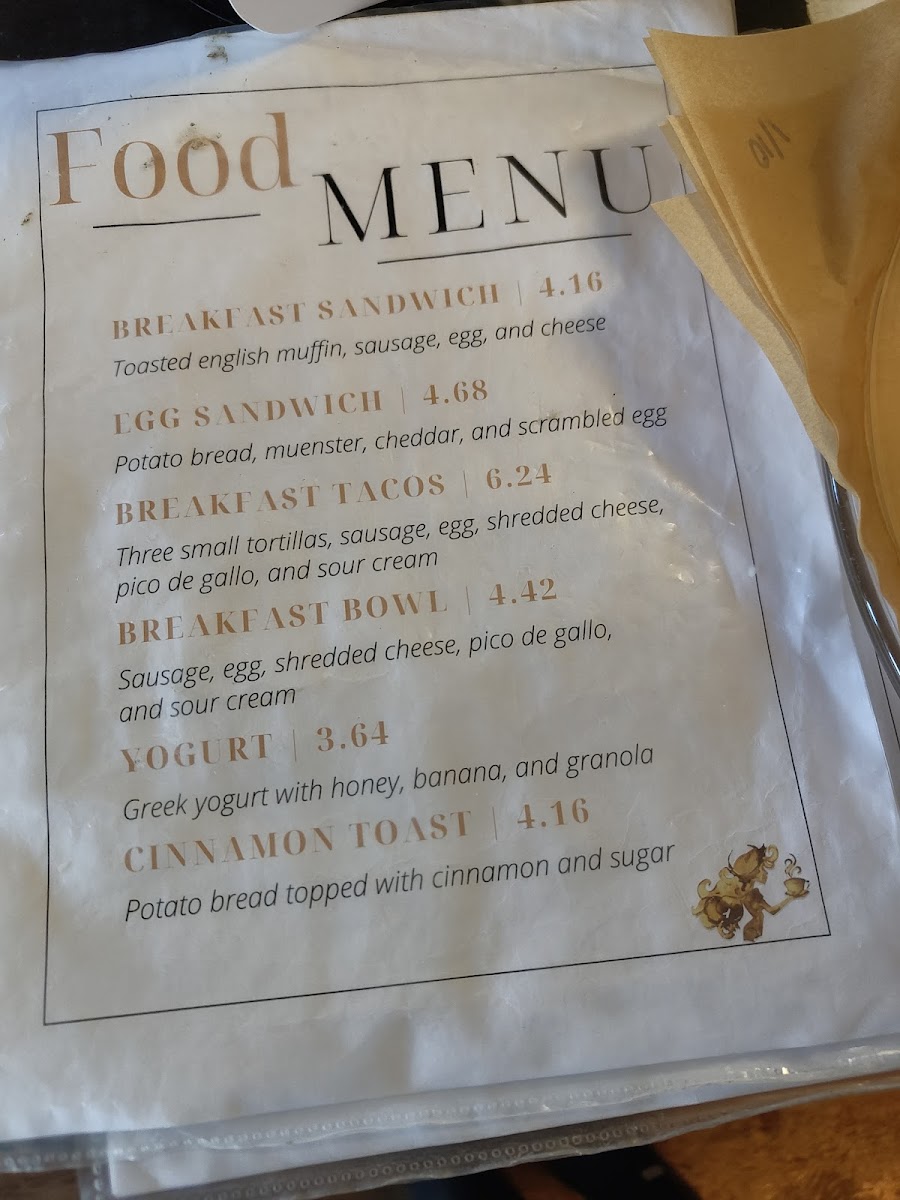 Food
MENU
BREAKFAST SANDWICH | 4.16
Toasted english muffin, sausage, egg, and cheese
EGG SANDWICH | 4.68
Potato bread, muenster, cheddar, and scrambled egg
BREAKFAST TACOS | 6.24
Three small tortillas, sausage, egg, shredded cheese,
pico de gallo, and sour cream
BREAKFAST BOWL | 4.42
Sausage, egg, shredded cheese, pico de gallo,
and sour cream
YOGURT | 3.64
Greek yogurt with honey, banana, and granola
CINNAMON TOAST | 4.16
Potato bread topped with cinnamon and sugar